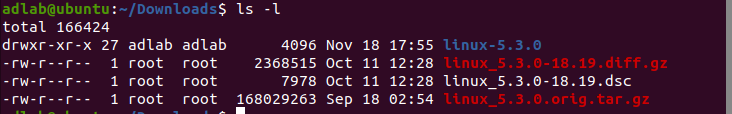 adlab@ubuntu:~/Downloads$ ls -l
total 166424
drwxr-xr-x 27 adlab adlab      4096 Nov 18 17:55 linux-5.3.0
-rw-r--r--  1 root  root    2368515 Oct 11 12:28 linux_5.3.0-18.19.diff.gz
-rw-r--r--  1 root  root       7978 Oct 11 12:28 linux_5.3.0-18.19.dsc
-rw-r--r--  1 root  root  168029263 Sep 18 02:54 linux_5.3.0.orig.tar.gz